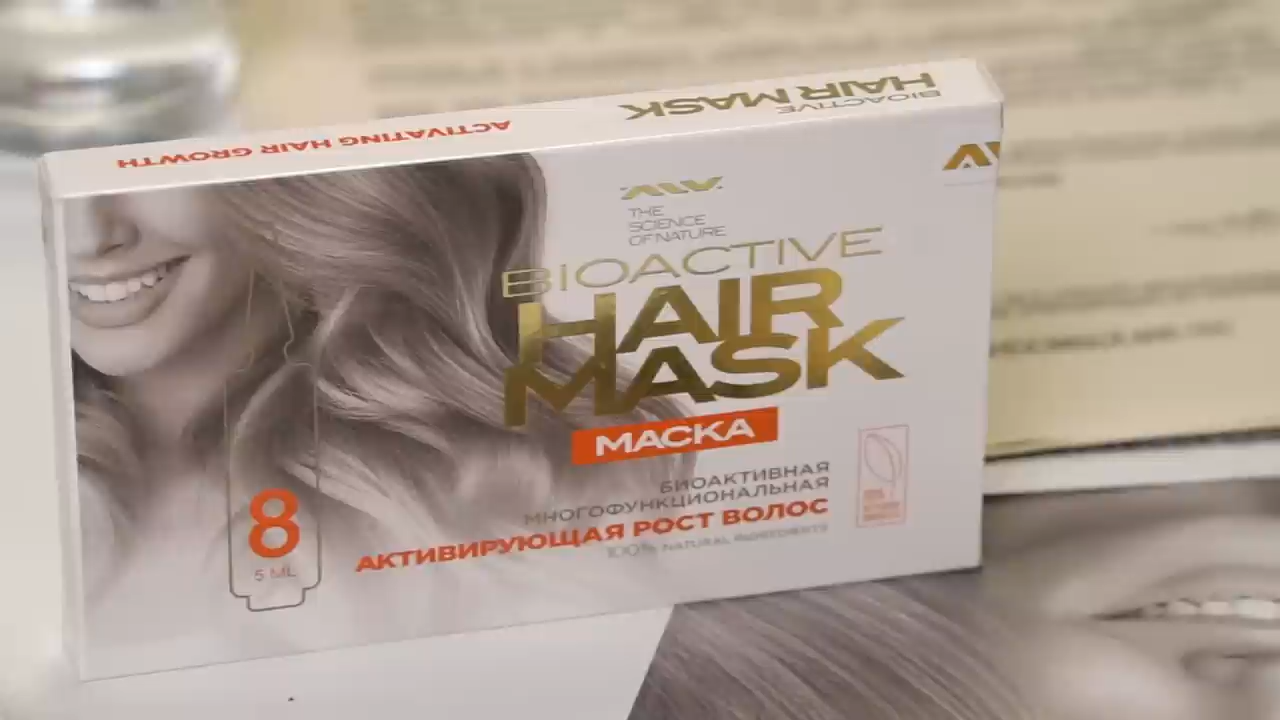 BIOACTIVE
HAIR MASK
ACTIVATING HAIR GROWTH
THE
SCIENCE
OF NATURE
BIOACTIVE
HAIR
MASK
МАСКА
БИОАКТИВНАЯ
МНОГОФУНКЦИОНАЛЬНАЯ
АКТИВИРУЮЩАЯ РОСТ ВОЛОС
100% NATURAL INGREDIENTS
8
5 ML